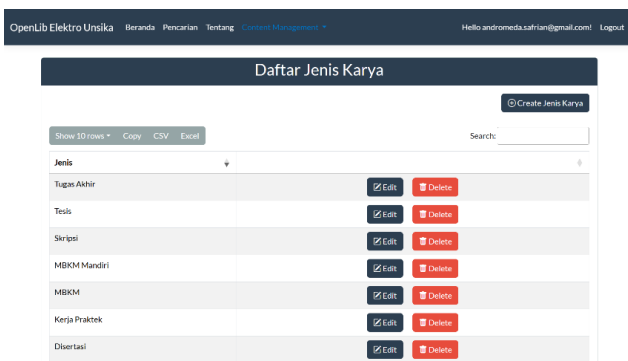 OpenLib Elektro Unsika Beranda Pencarian Tentang Content Management Hello andromeda.safrian@gmail.com! Logout
Daftar Jenis Karya
Create Jenis Karya
Show 10 rows Copy CSV Excel Search:
Jenis
Tugas Akhir Edit Delete
Tesis Edit Delete
Skripsi Edit Delete
MBKM Mandiri Edit Delete
MBKM Edit Delete
Kerja Praktek Edit Delete
Disertasi Edit Delete